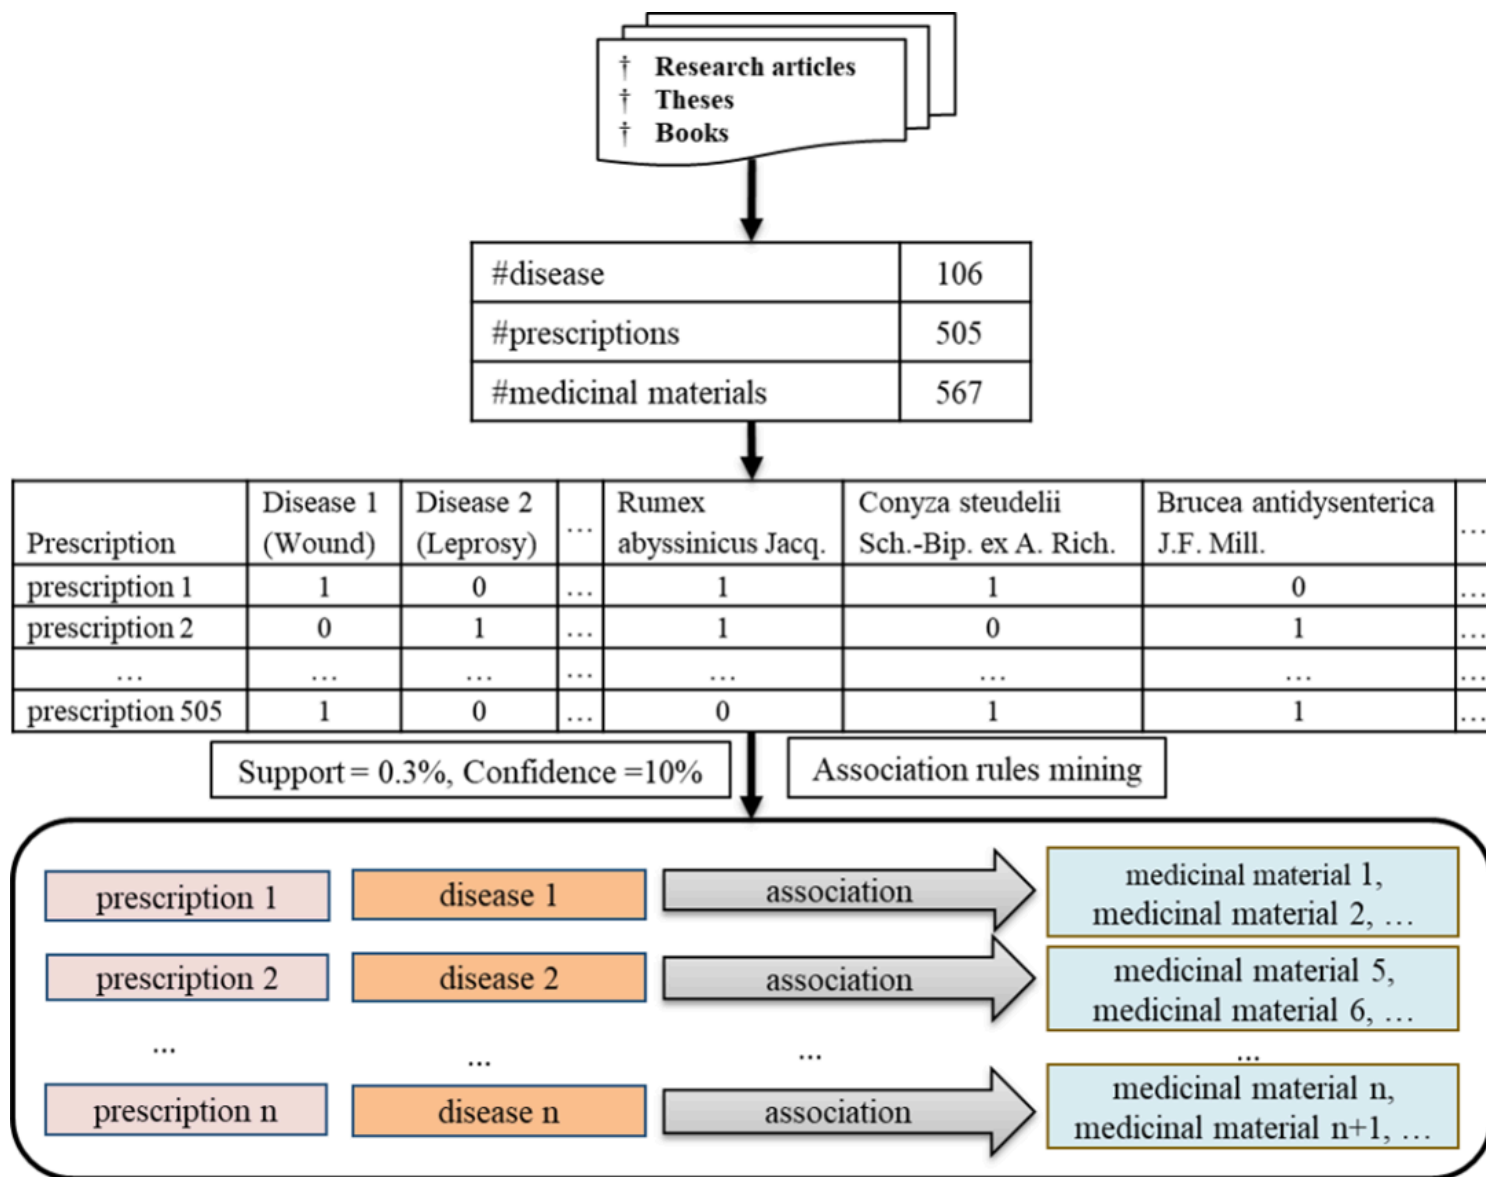 † Research articles
† Theses
† Books
#disease 106
#prescriptions 505
#medicinal materials 567
Prescription Disease 1 (Wound) Disease 2 (Leprosy) … Rumex abyssinicus Jacq. Conyza steudelii Sch.-Bip. ex A. Rich. Brucea antidysenterica J.F. Mill. …
prescription 1 1 0 … 1 1 0 …
prescription 2 0 1 … 1 0 1 …
… … … … … … … …
prescription 505 1 0 … 0 1 1 …
Support = 0.3%, Confidence =10%
Association rules mining
prescription 1 disease 1 association medicinal material 1,
medicinal material 2, …
prescription 2 disease 2 association medicinal material 5,
medicinal material 6, …
... ... ... ...
prescription n disease n association medicinal material n,
medicinal material n+1, …